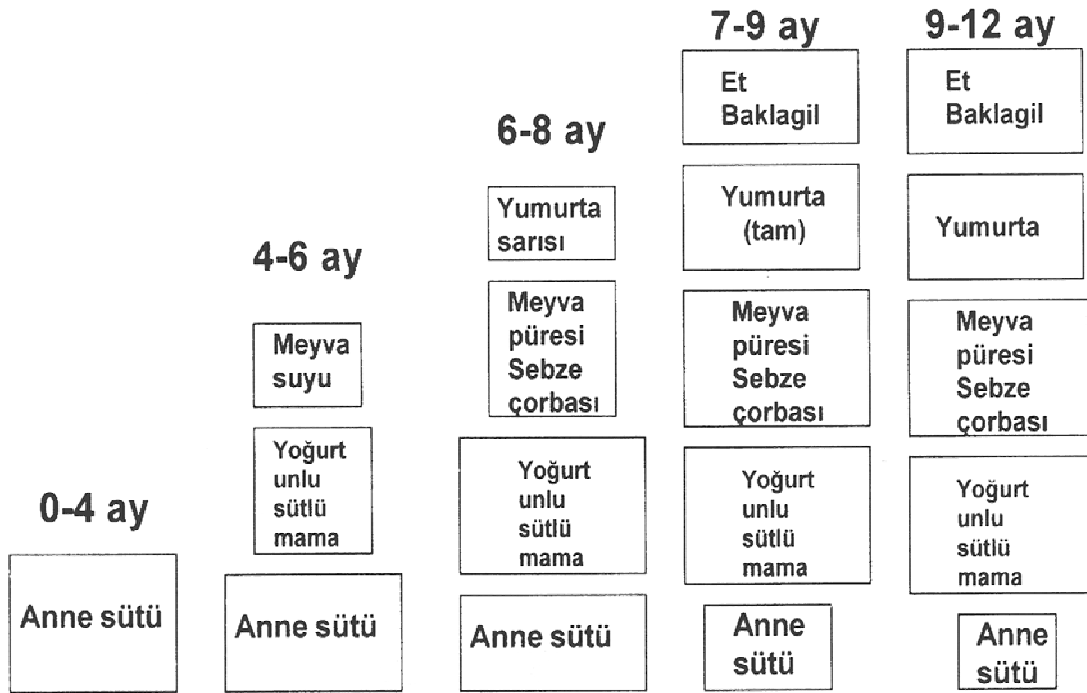 0-4 ay
Anne sütü
4-6 ay
Meyva
suyu
Yoğurt
unlu
sütlü
mama
Anne sütü
6-8 ay
Yumurta
sarısı
Meyva
püresi
Sebze
çorbası
Yoğurt
unlu
sütlü
mama
Anne sütü
7-9 ay
Et
Baklagil
Yumurta
(tam)
Meyva
püresi
Sebze
çorbası
Yoğurt
unlu
sütlü
mama
Anne
sütü
9-12 ay
Et
Baklagil
Yumurta
Meyva
püresi
Sebze
çorbası
Yoğurt
unlu
sütlü
mama
Anne
sütü